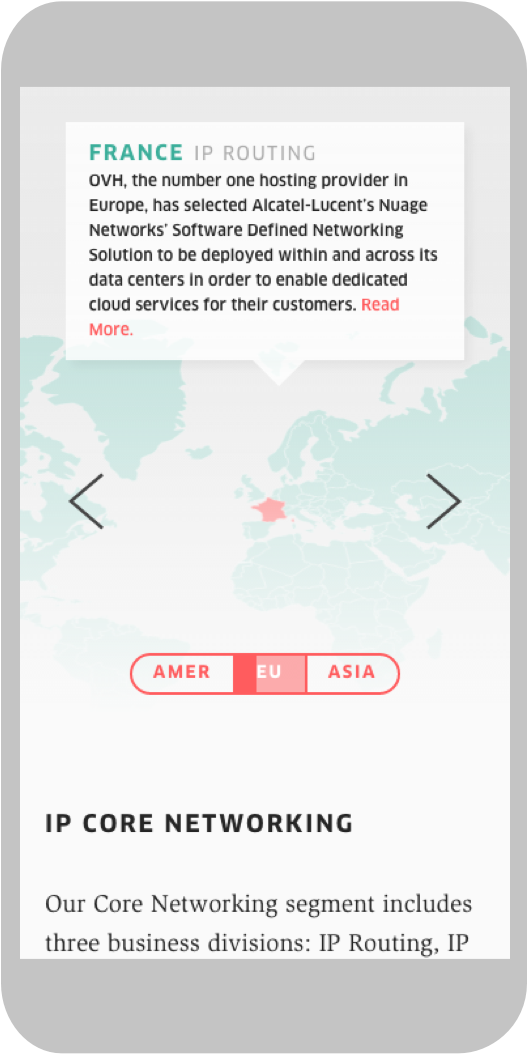 FRANCE IP ROUTING
OVH, the number one hosting provider in
Europe, has selected Alcatel-Lucent's Nuage
Networks' Software Defined Networking
Solution to be deployed within and across its
data centers in order to enable dedicated
cloud services for their customers. Read
More.
AMER EU ASIA
IP CORE NETWORKING
Our Core Networking segment includes
three business divisions: IP Routing, IP